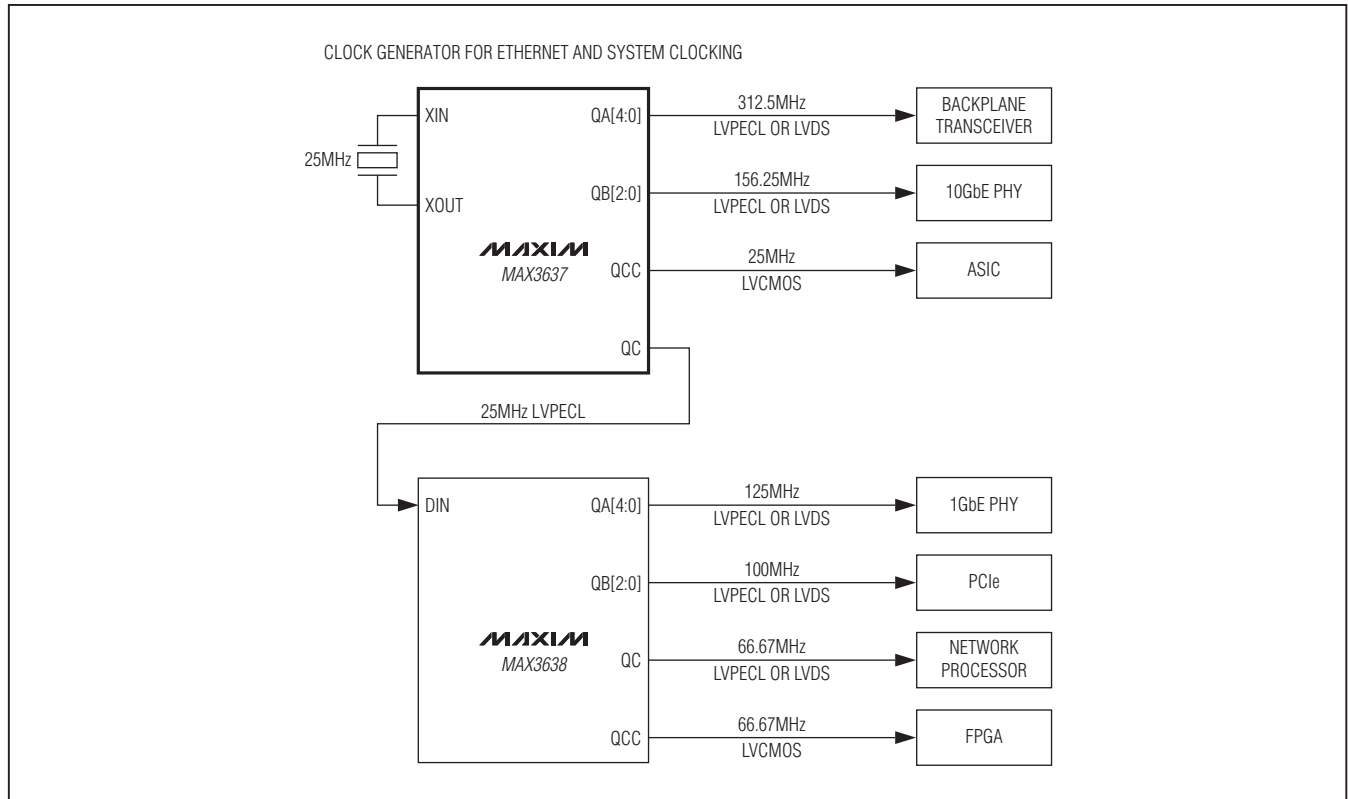 CLOCK GENERATOR FOR ETHERNET AND SYSTEM CLOCKING
XIN
XOUT
25MHz
MAXIM
MAX3637
QA[4:0]
312.5MHz
LVPECL OR LVDS
BACKPLANE
TRANSCEIVER
QB[2:0]
156.25MHz
LVPECL OR LVDS
10GbE PHY
QCC
25MHz
LVCMOS
ASIC
QC
25MHz LVPECL
DIN
MAXIM
MAX3638
QA[4:0]
125MHz
LVPECL OR LVDS
1GbE PHY
QB[2:0]
100MHz
LVPECL OR LVDS
PCIe
QC
66.67MHz
LVPECL OR LVDS
NETWORK
PROCESSOR
QCC
66.67MHz
LVCMOS
FPGA